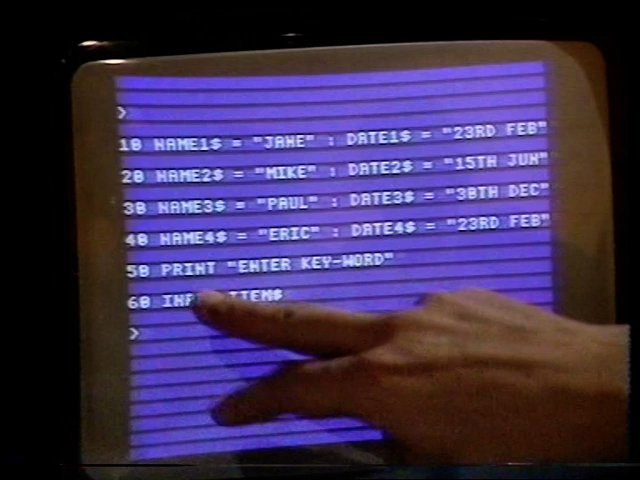 >
10 NAME1$ = "JANE" : DATE1$ = "23RD FEB"
20 NAME2$ = "MIKE" : DATE2$ = "15TH JUN"
30 NAME3$ = "PAUL" : DATE3$ = "30TH DEC"
40 NAME4$ = "ERIC" : DATE4$ = "23RD FEB"
50 PRINT "ENTER KEY-WORD"
60 INP ITEM$
>